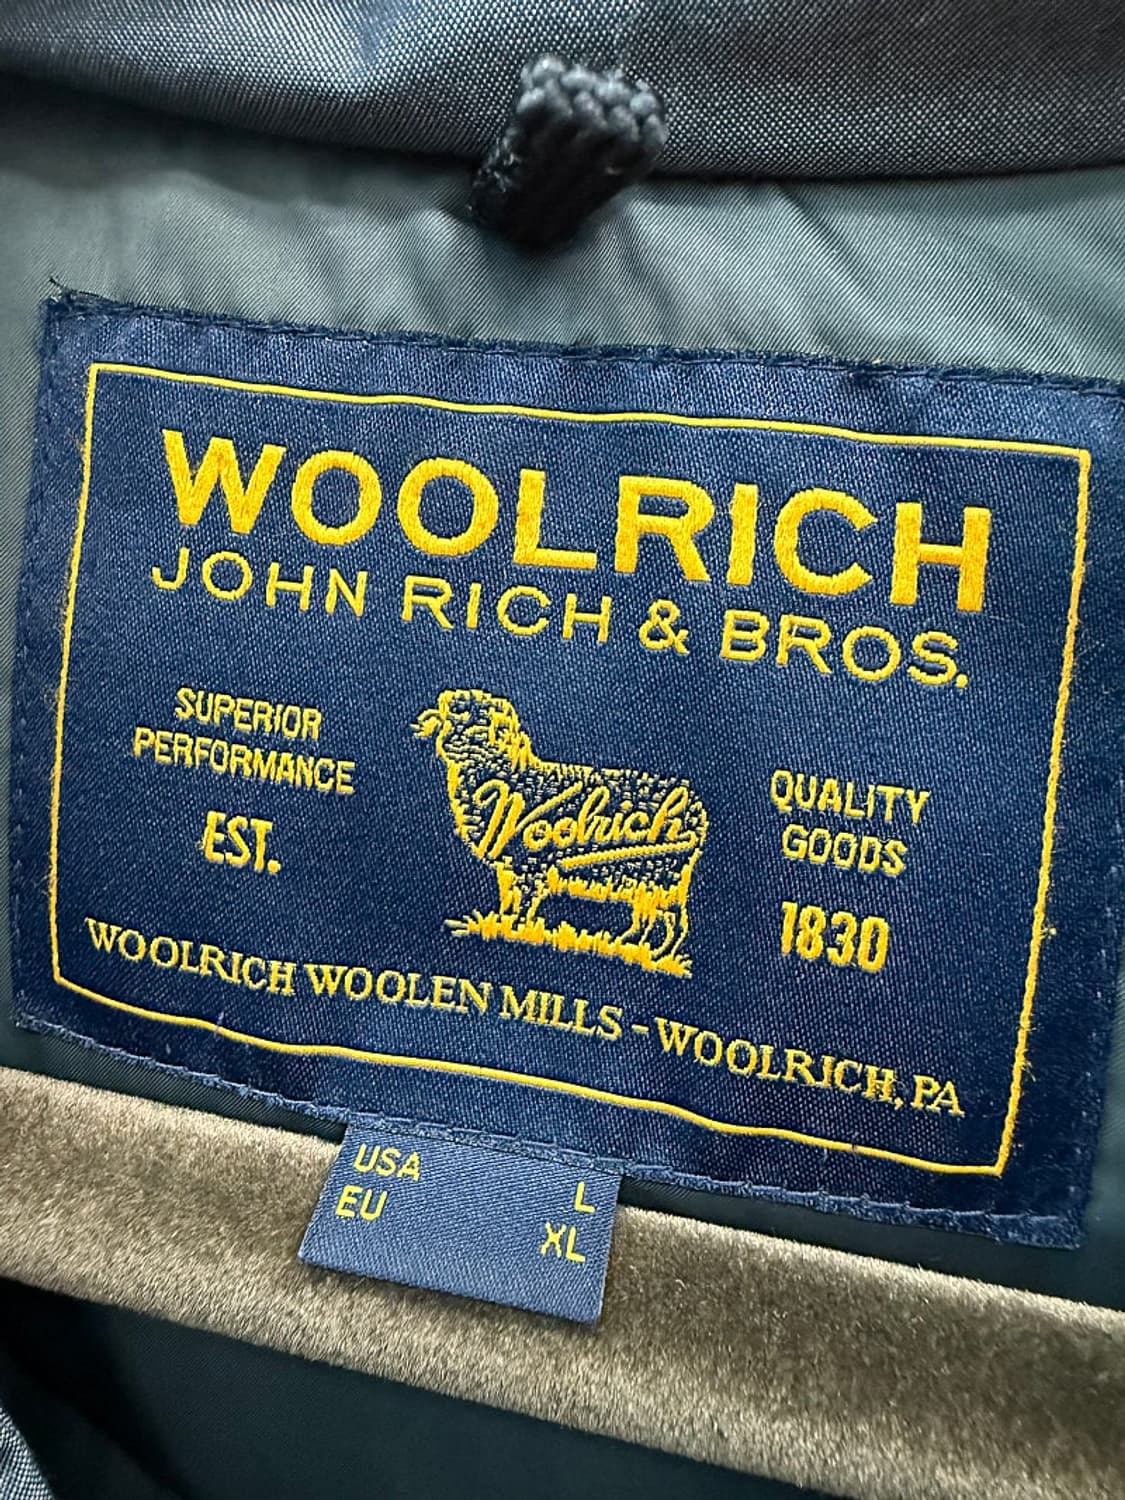 WOOLRICH
JOHN RICH & BROS.
SUPERIOR
PERFORMANCE
EST.
Woolrich
QUALITY
GOODS
1830
WOOLRICH WOOLEN MILLS - WOOLRICH, PA
USA L
EU XL